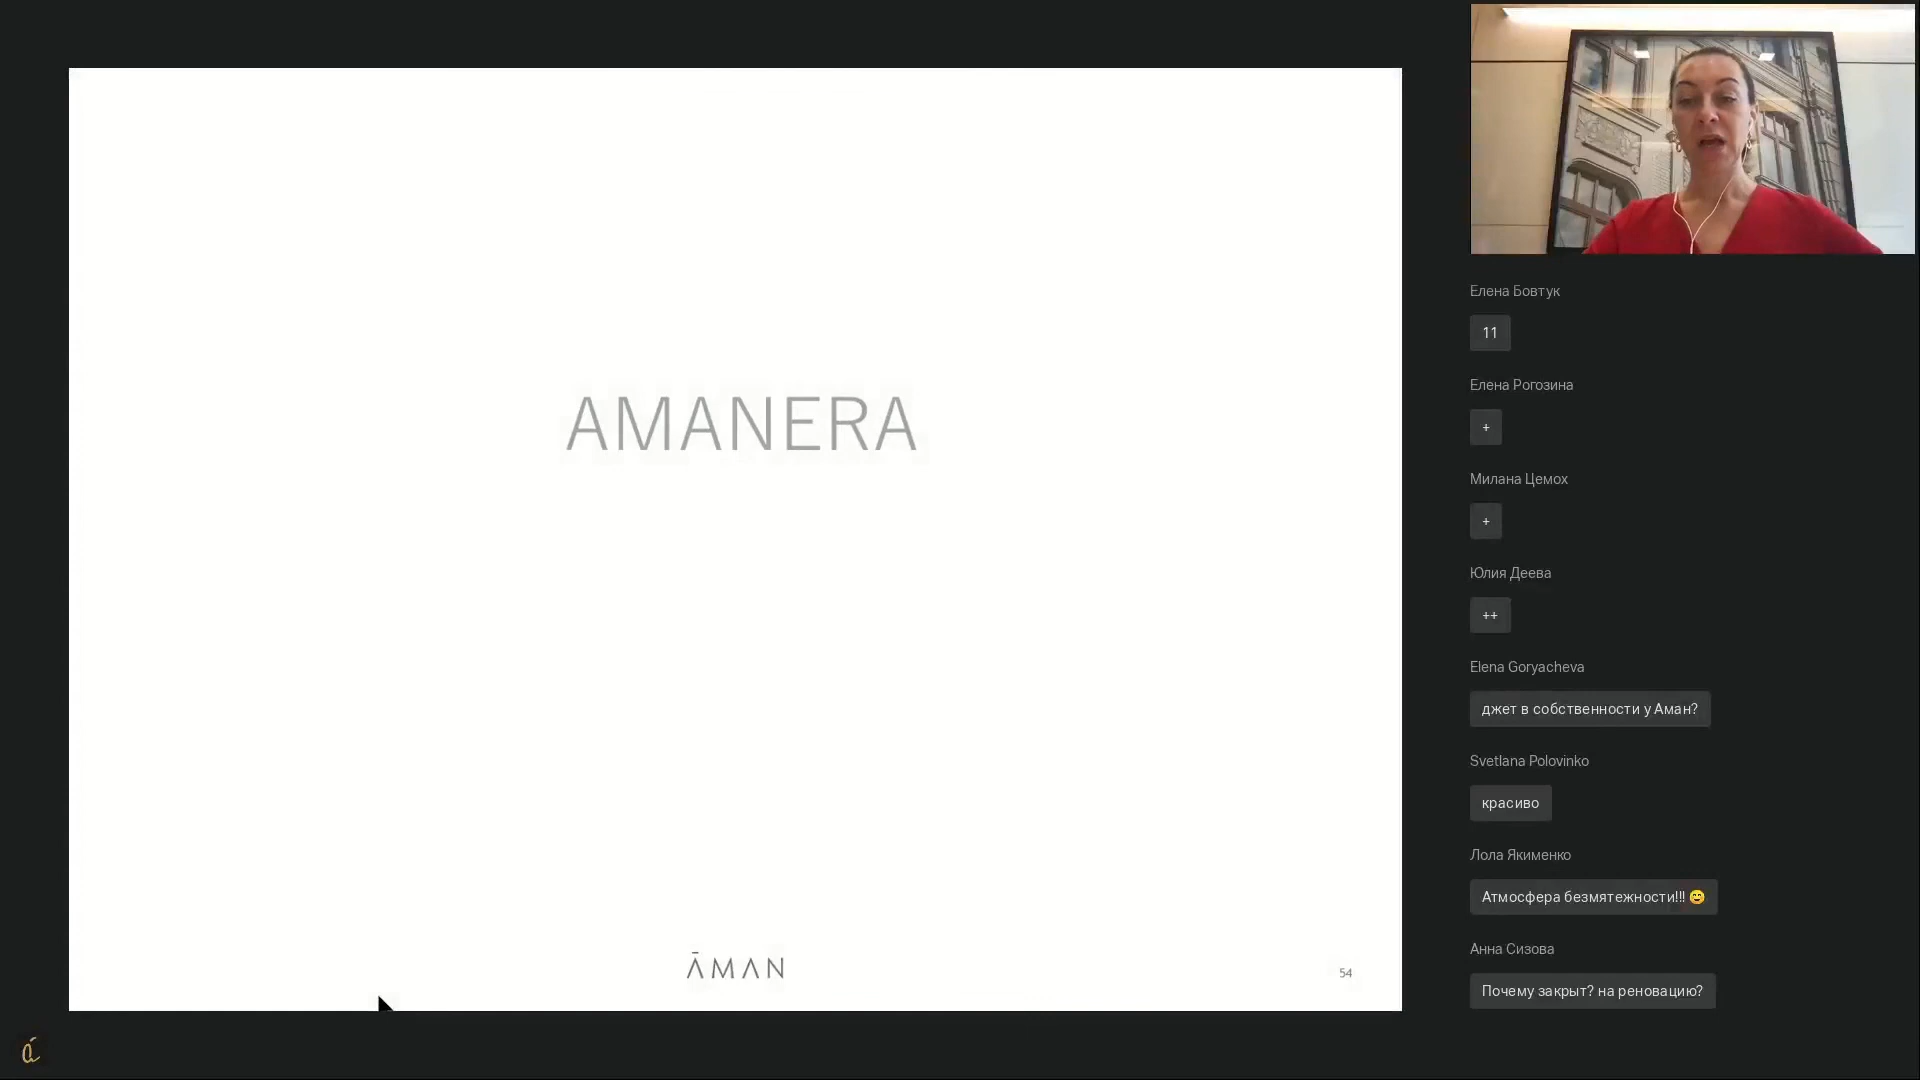 AMANERA
ĀMAN
54
Елена Бовтук
11
Елена Рогозина
+
Милана Цемох
+
Юлия Деева
++
Elena Goryacheva
джет в собственности у Аман?
Svetlana Polovinko
красиво
Лола Якименко
Атмосфера безмятежности!!! 😊
Анна Сизова
Почему закрыт? на реновацию?
á